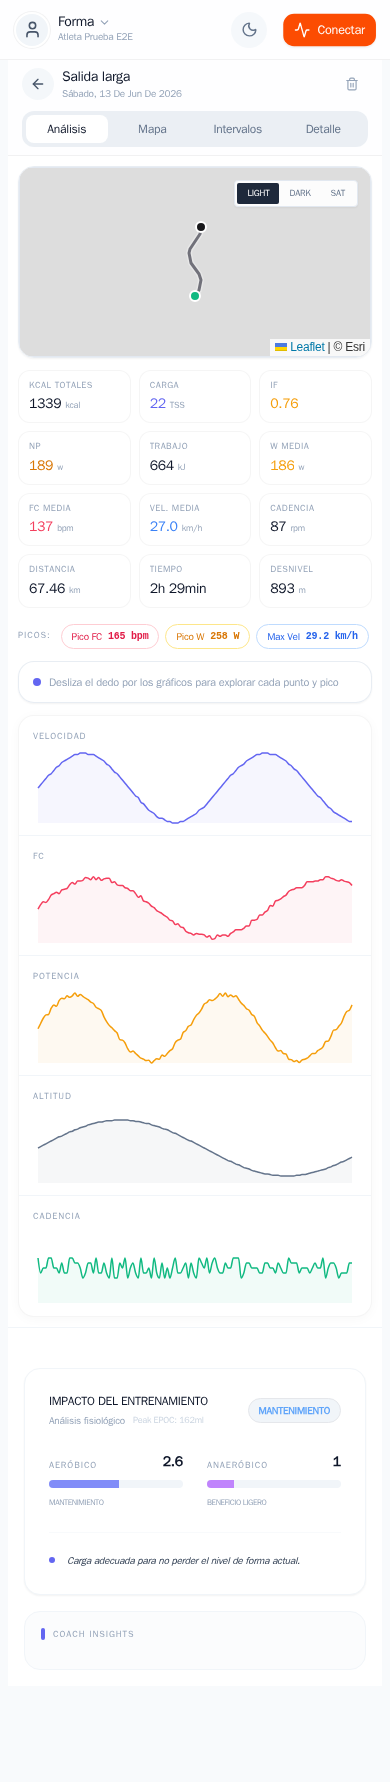 Forma
Atleta Prueba E2E
Conectar
Salida larga
Sábado, 13 De Jun De 2026
Análisis Mapa Intervalos Detalle
LIGHT DARK SAT
Leaflet | © Esri
KCAL TOTALES CARGA IF
1339 kcal 22 TSS 0.76
NP TRABAJO W MEDIA
189 w 664 kJ 186 w
FC MEDIA VEL. MEDIA CADENCIA
137 bpm 27.0 km/h 87 rpm
DISTANCIA TIEMPO DESNIVEL
67.46 km 2h 29min 893 m
PICOS: Pico FC 165 bpm Pico W 258 W Max Vel 29.2 km/h
Desliza el dedo por los gráficos para explorar cada punto y pico
VELOCIDAD
FC
POTENCIA
ALTITUD
CADENCIA
IMPACTO DEL ENTRENAMIENTO
MANTENIMIENTO
Análisis fisiológico Peak EPOC: 162ml
AERÓBICO 2.6 ANAERÓBICO 1
MANTENIMIENTO BENEFICIO LIGERO
Carga adecuada para no perder el nivel de forma actual.
COACH INSIGHTS